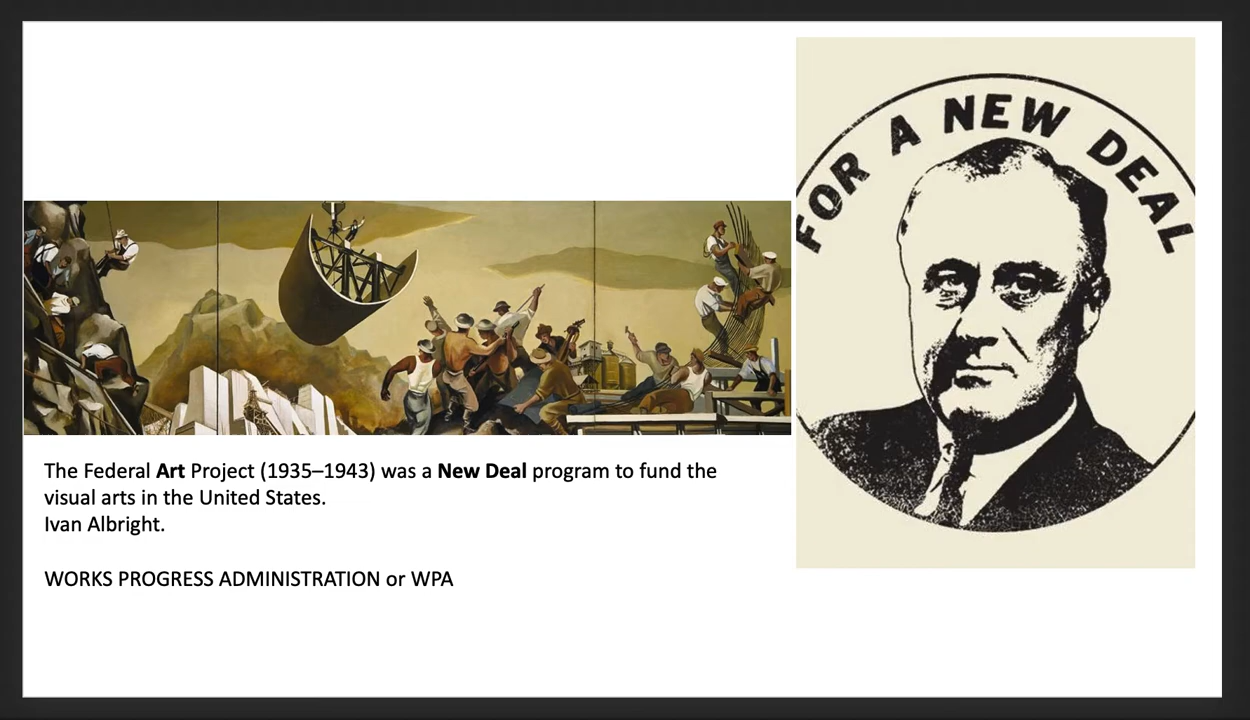 FOR A NEW DEAL
The Federal Art Project (1935–1943) was a New Deal program to fund the
visual arts in the United States.
Ivan Albright.
WORKS PROGRESS ADMINISTRATION or WPA